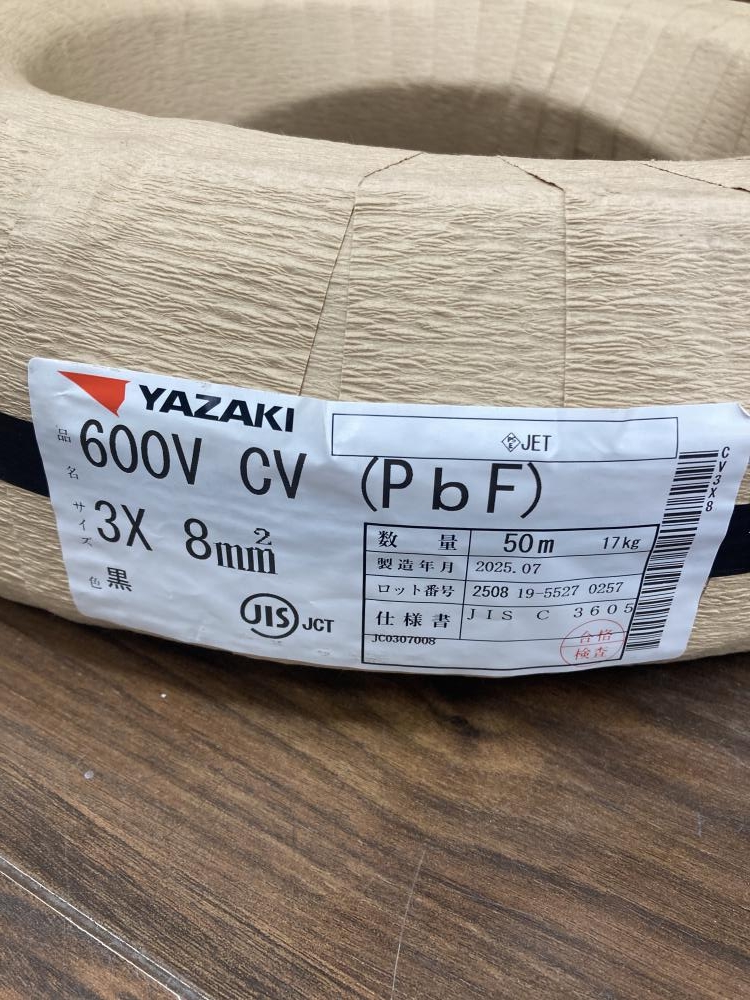 YAZAKI
<PS>E JET
品名 600V CV (PbF)
サイズ 3X 8mm2
色 黒
JIS JCT
数量 50m 17kg
製造年月 2025.07
ロット番号 2508 19-5527 0257
仕様書 JIS C 3605
JC0307008
合格
検査
CV3X8